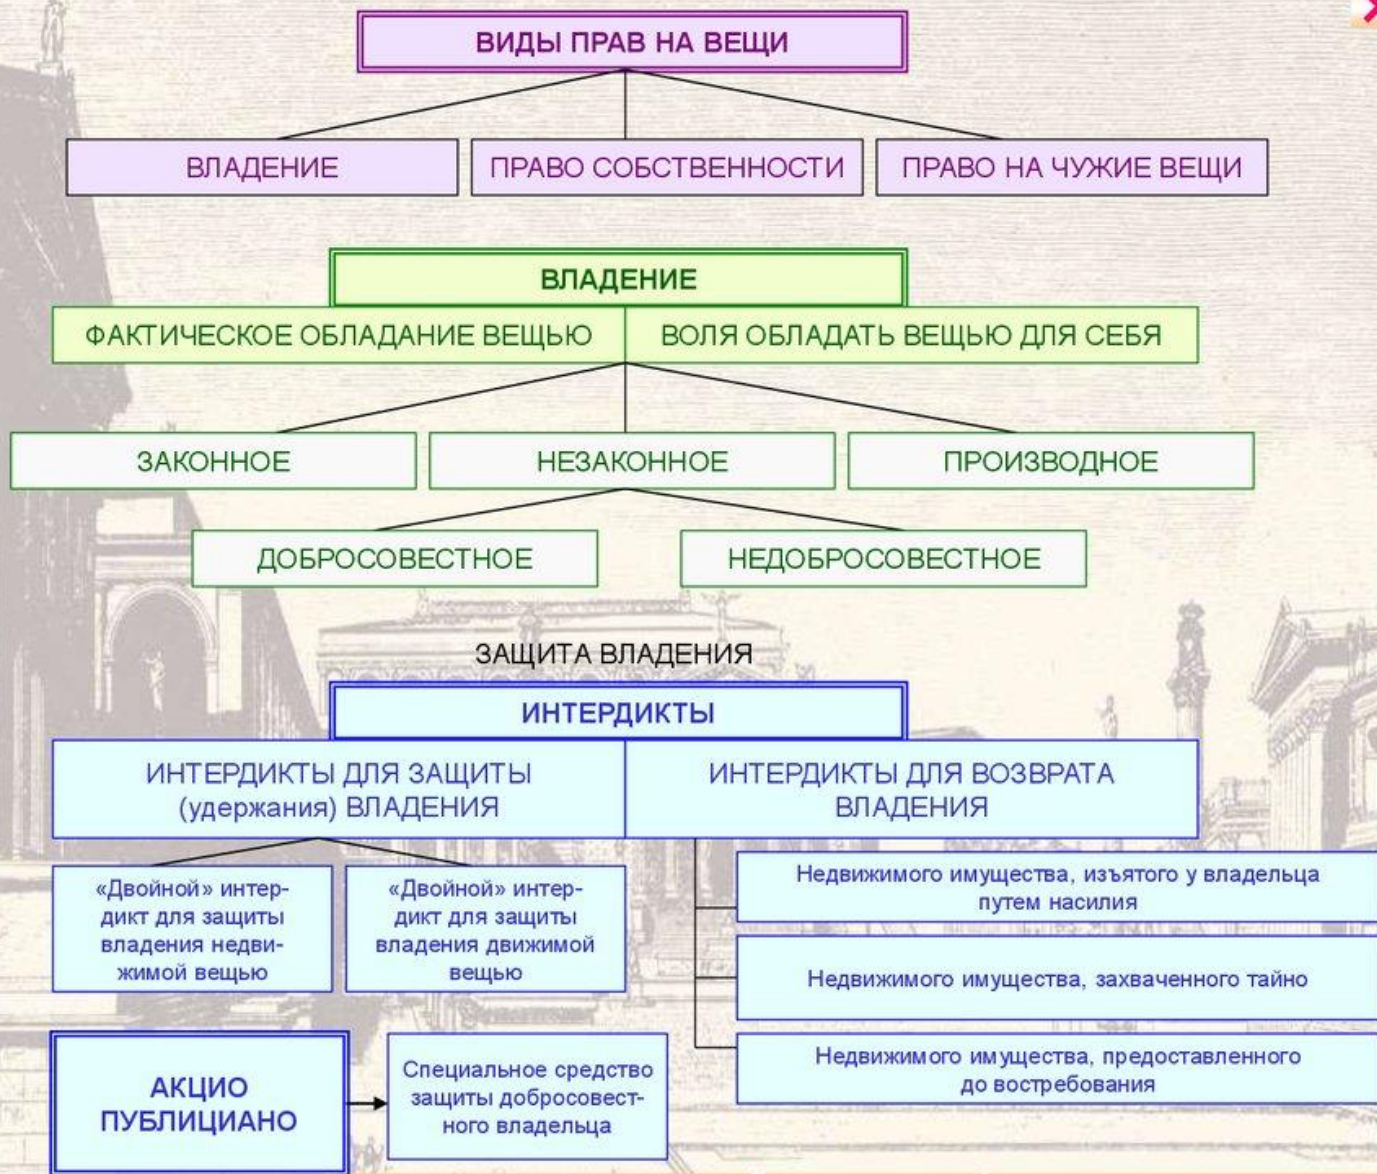 ВИДЫ ПРАВ НА ВЕЩИ
ВЛАДЕНИЕ
ПРАВО СОБСТВЕННОСТИ
ПРАВО НА ЧУЖИЕ ВЕЩИ
ВЛАДЕНИЕ
ФАКТИЧЕСКОЕ ОБЛАДАНИЕ ВЕЩЬЮ
ВОЛЯ ОБЛАДАТЬ ВЕЩЬЮ ДЛЯ СЕБЯ
ЗАКОННОЕ
НЕЗАКОННОЕ
ПРОИЗВОДНОЕ
ДОБРОСОВЕСТНОЕ
НЕДОБРОСОВЕСТНОЕ
ЗАЩИТА ВЛАДЕНИЯ
ИНТЕРДИКТЫ
ИНТЕРДИКТЫ ДЛЯ ЗАЩИТЫ
(удержания) ВЛАДЕНИЯ
ИНТЕРДИКТЫ ДЛЯ ВОЗВРАТА
ВЛАДЕНИЯ
«Двойной» интер-
дикт для защиты
владения недви-
жимой вещью
«Двойной» интер-
дикт для защиты
владения движимой
вещью
Недвижимого имущества, изъятого у владельца
путем насилия
Недвижимого имущества, захваченного тайно
Недвижимого имущества, предоставленного
до востребования
АКЦИО
ПУБЛИЦИАНО
Специальное средство
защиты добросовест-
ного владельца